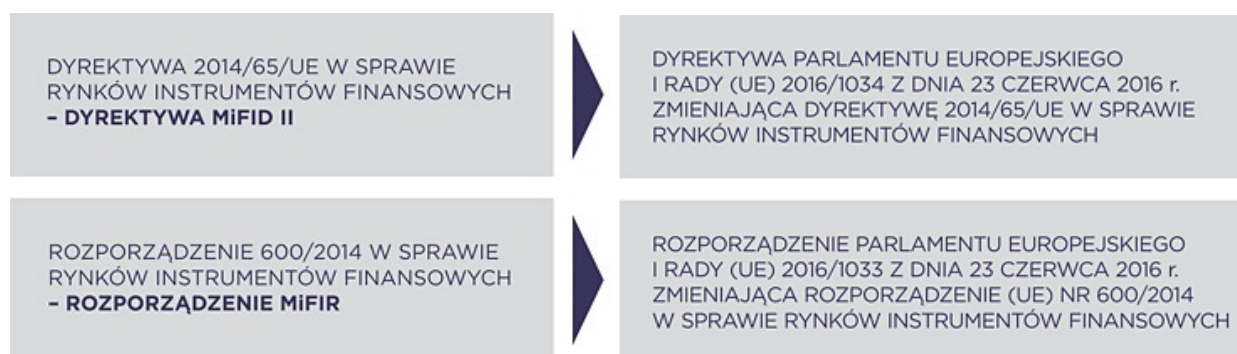 DYREKTYWA 2014/65/UE W SPRAWIE
RYNKÓW INSTRUMENTÓW FINANSOWYCH
– DYREKTYWA MiFID II
DYREKTYWA PARLAMENTU EUROPEJSKIEGO
I RADY (UE) 2016/1034 Z DNIA 23 CZERWCA 2016 r.
ZMIENIAJĄCA DYREKTYWĘ 2014/65/UE W SPRAWIE
RYNKÓW INSTRUMENTÓW FINANSOWYCH
ROZPORZĄDZENIE 600/2014 W SPRAWIE
RYNKÓW INSTRUMENTÓW FINANSOWYCH
– ROZPORZĄDZENIE MiFIR
ROZPORZĄDZENIE PARLAMENTU EUROPEJSKIEGO
I RADY (UE) 2016/1033 Z DNIA 23 CZERWCA 2016 r.
ZMIENIAJĄCA ROZPORZĄDZENIE (UE) NR 600/2014
W SPRAWIE RYNKÓW INSTRUMENTÓW FINANSOWYCH